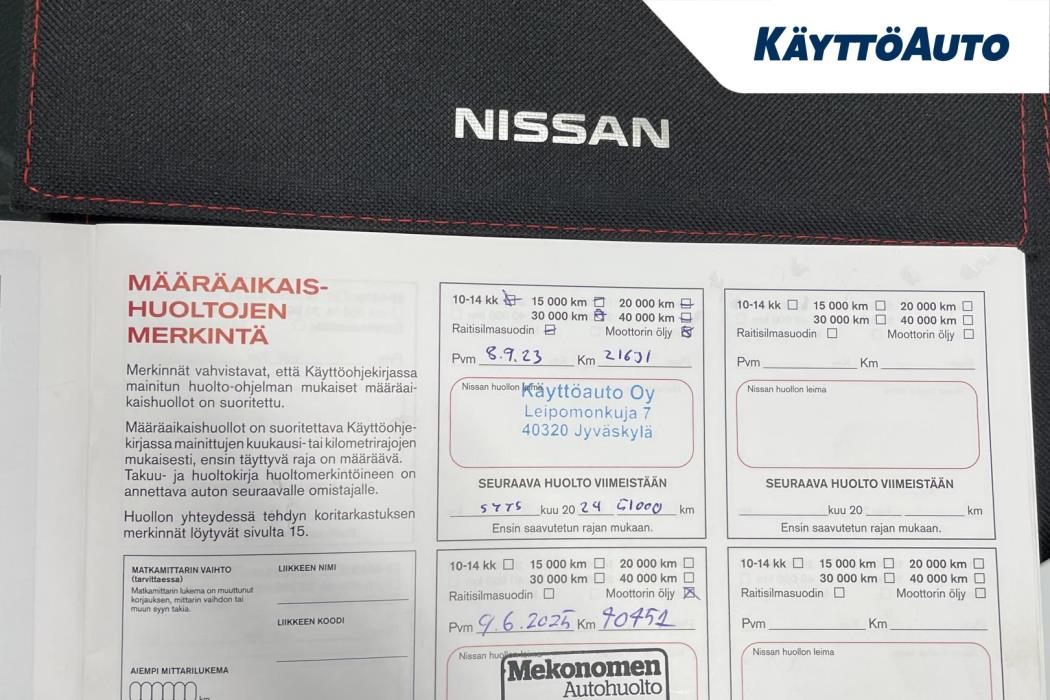 KÄYTTÖAUTO
NISSAN
MÄÄRÄAIKAIS-
HUOLTOJEN
MERKINTÄ
Merkinnät vahvistavat, että Käyttöohjekirjassa
mainitun huolto-ohjelman mukaiset määräai-
kaishuollot on suoritettu.
Määräaikaishuollot on suoritettava Käyttöohje-
kirjassa mainittujen kuukausi- tai kilometrirajojen
mukaisesti, ensin täyttyvä raja on määräävä.
Takuu- ja huoltokirja huoltomerkintöineen on
annettava auton seuraavalle omistajalle.
Huollon yhteydessä tehdyn koritarkastuksen
merkinnät löytyvät sivulta 15.
MATKAMITTARIN VAIHTO
(tarvittaessa)
Matkamittarin lukema on muuttunut
korjauksen, mittarin vaihdon tai
muun syyn takia.
AIEMPI MITTARILUKEMA
km
LIIKKEEN NIMI
LIIKKEEN KOODI
10-14 kk 15 000 km 20 000 km
30 000 km 40 000 km
Raitisilmasuodin Moottorin öljy
Pvm 8.9.23 Km 21631
Nissan huollon leima
Käyttöauto Oy
Leipomonkuja 7
40320 Jyväskylä
SEURAAVA HUOLTO VIIMEISTÄÄN
SYYS kuu 20 24 51000 km
Ensin saavutetun rajan mukaan.
10-14 kk 15 000 km 20 000 km
30 000 km 40 000 km
Raitisilmasuodin Moottorin öljy
Pvm Km
Nissan huollon leima
SEURAAVA HUOLTO VIIMEISTÄÄN
kuu 20 km
Ensin saavutetun rajan mukaan.
10-14 kk 15 000 km 20 000 km
30 000 km 40 000 km
Raitisilmasuodin Moottorin öljy
Pvm 9.6.2025 Km 40451
Nissan huollon leima
Mekonomen
Autohuolto
10-14 kk 15 000 km 20 000 km
30 000 km 40 000 km
Raitisilmasuodin Moottorin öljy
Pvm Km
Nissan huollon leima